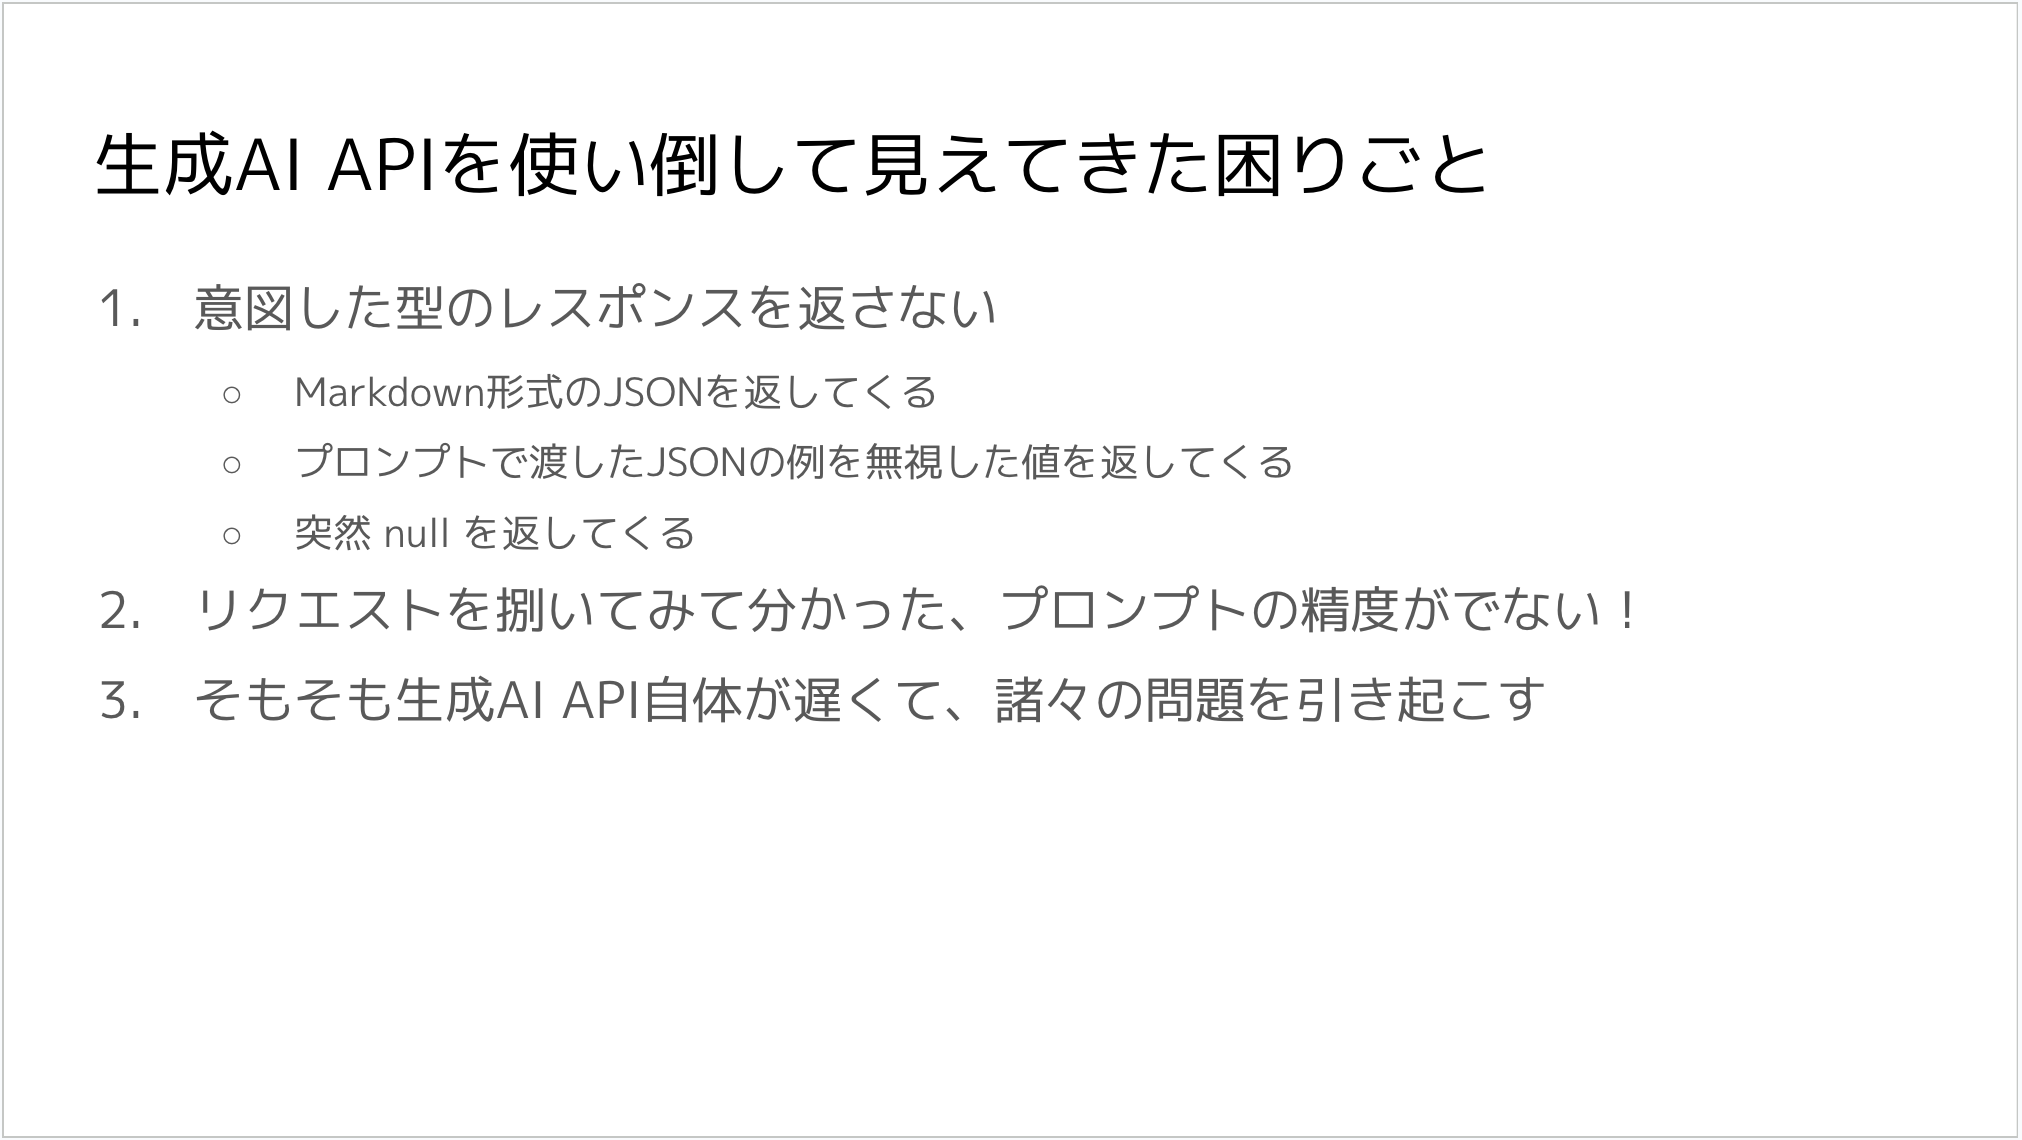 生成AI APIを使い倒して見えてきた困りごと
1. 意図した型のレスポンスを返さない
○ Markdown形式のJSONを返してくる
○ プロンプトで渡したJSONの例を無視した値を返してくる
○ 突然 null を返してくる
2. リクエストを捌いてみて分かった、プロンプトの精度がでない！
3. そもそも生成AI API自体が遅くて、諸々の問題を引き起こす